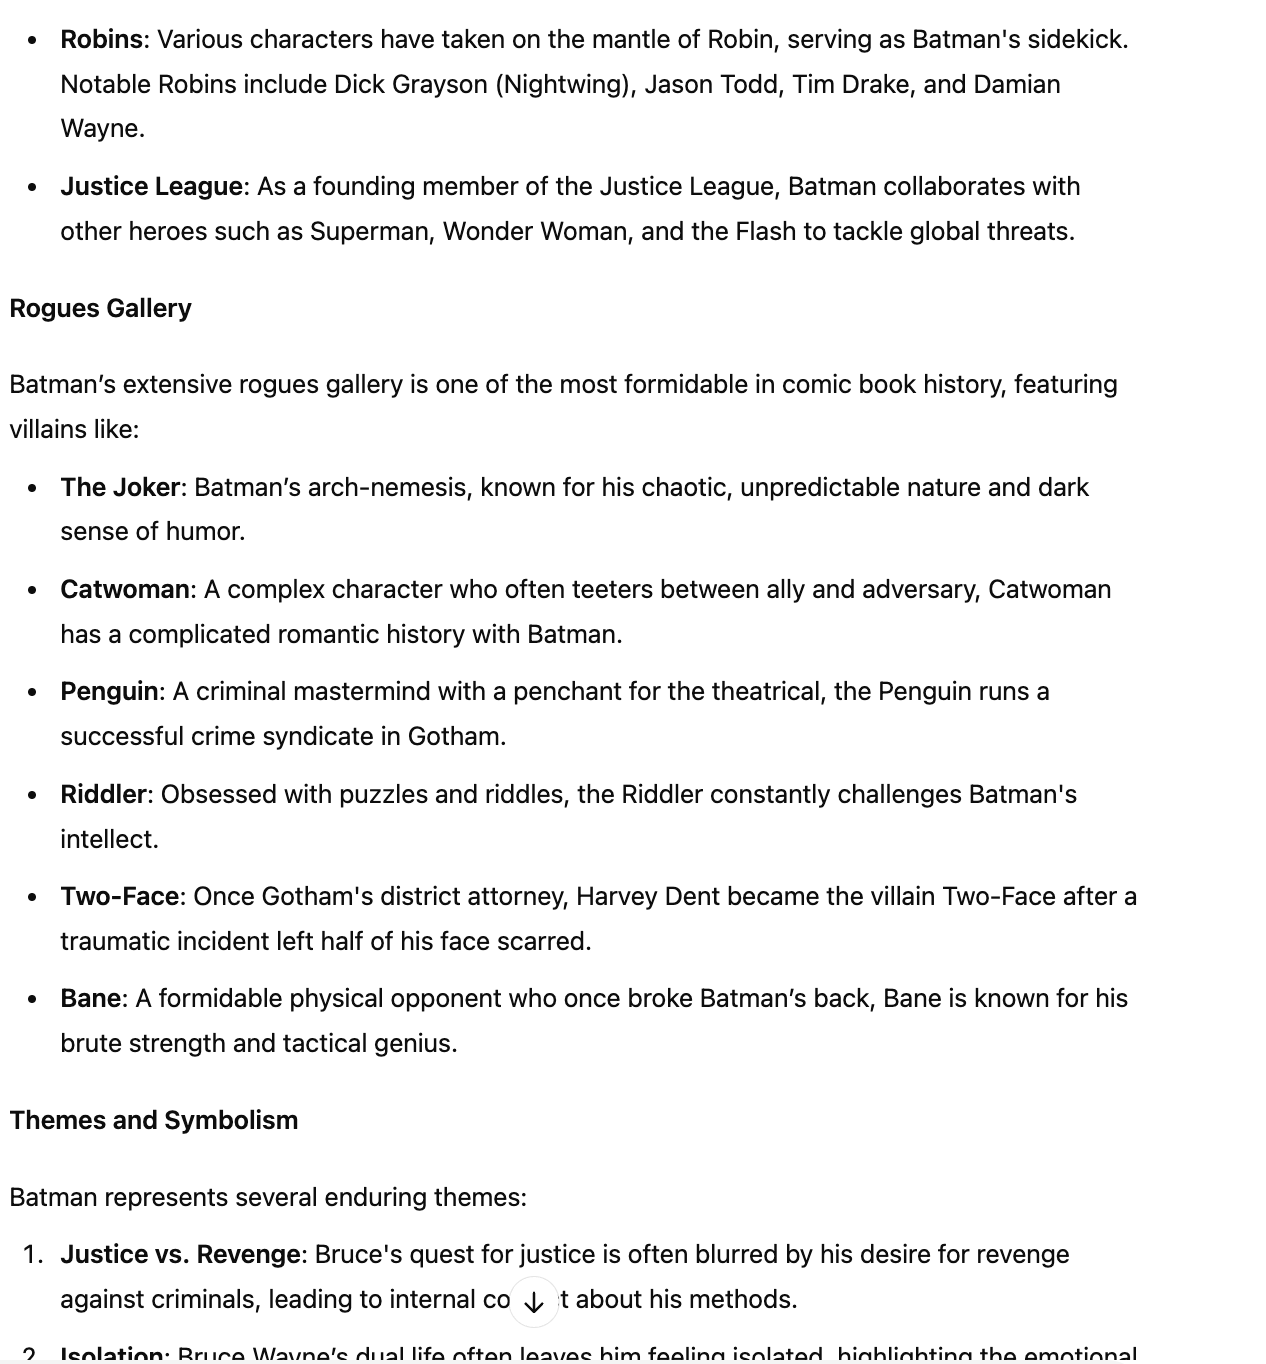 • Robins: Various characters have taken on the mantle of Robin, serving as Batman's sidekick.
Notable Robins include Dick Grayson (Nightwing), Jason Todd, Tim Drake, and Damian
Wayne.
• Justice League: As a founding member of the Justice League, Batman collaborates with
other heroes such as Superman, Wonder Woman, and the Flash to tackle global threats.
Rogues Gallery
Batman’s extensive rogues gallery is one of the most formidable in comic book history, featuring
villains like:
• The Joker: Batman’s arch-nemesis, known for his chaotic, unpredictable nature and dark
sense of humor.
• Catwoman: A complex character who often teeters between ally and adversary, Catwoman
has a complicated romantic history with Batman.
• Penguin: A criminal mastermind with a penchant for the theatrical, the Penguin runs a
successful crime syndicate in Gotham.
• Riddler: Obsessed with puzzles and riddles, the Riddler constantly challenges Batman's
intellect.
• Two-Face: Once Gotham's district attorney, Harvey Dent became the villain Two-Face after a
traumatic incident left half of his face scarred.
• Bane: A formidable physical opponent who once broke Batman’s back, Bane is known for his
brute strength and tactical genius.
Themes and Symbolism
Batman represents several enduring themes:
1. Justice vs. Revenge: Bruce's quest for justice is often blurred by his desire for revenge
against criminals, leading to internal co t about his methods.
2. Isolation: Bruce Wayne’s dual life often leaves him feeling isolated, highlighting the emotional